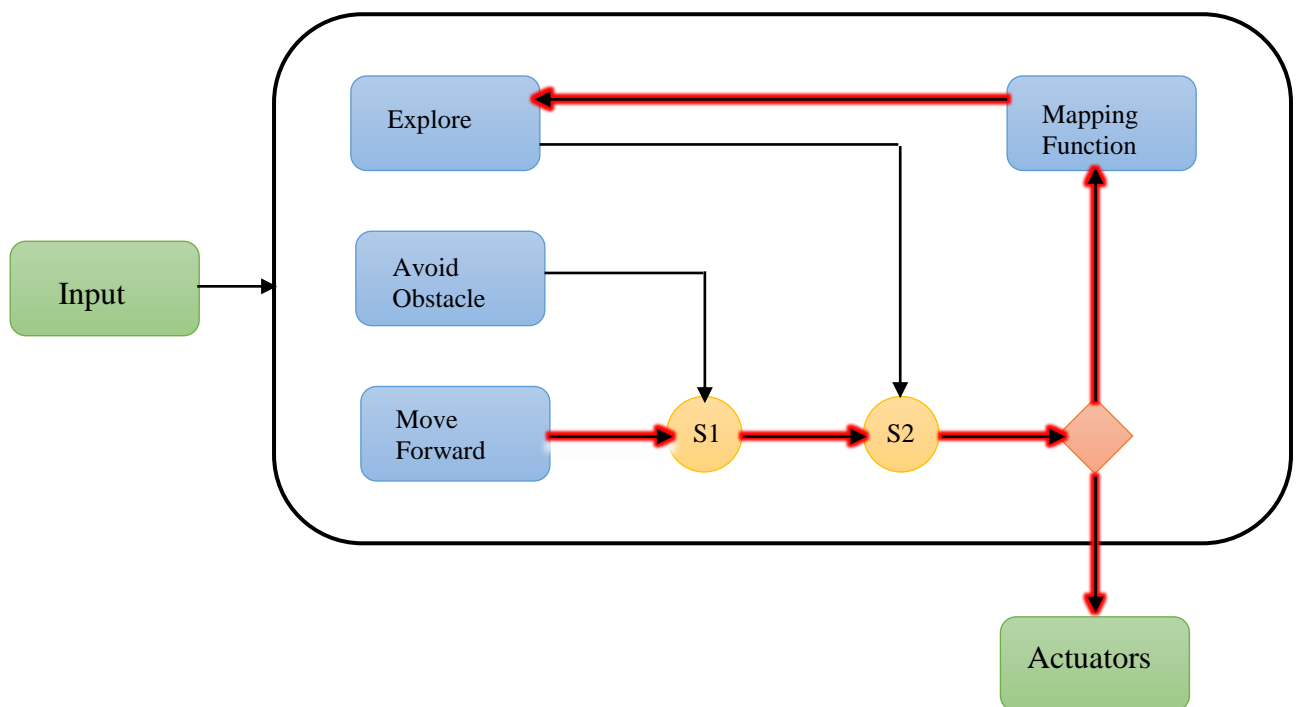 Explore
Mapping
Function
Avoid
Obstacle
Input
Move
Forward
S1
S2
Actuators